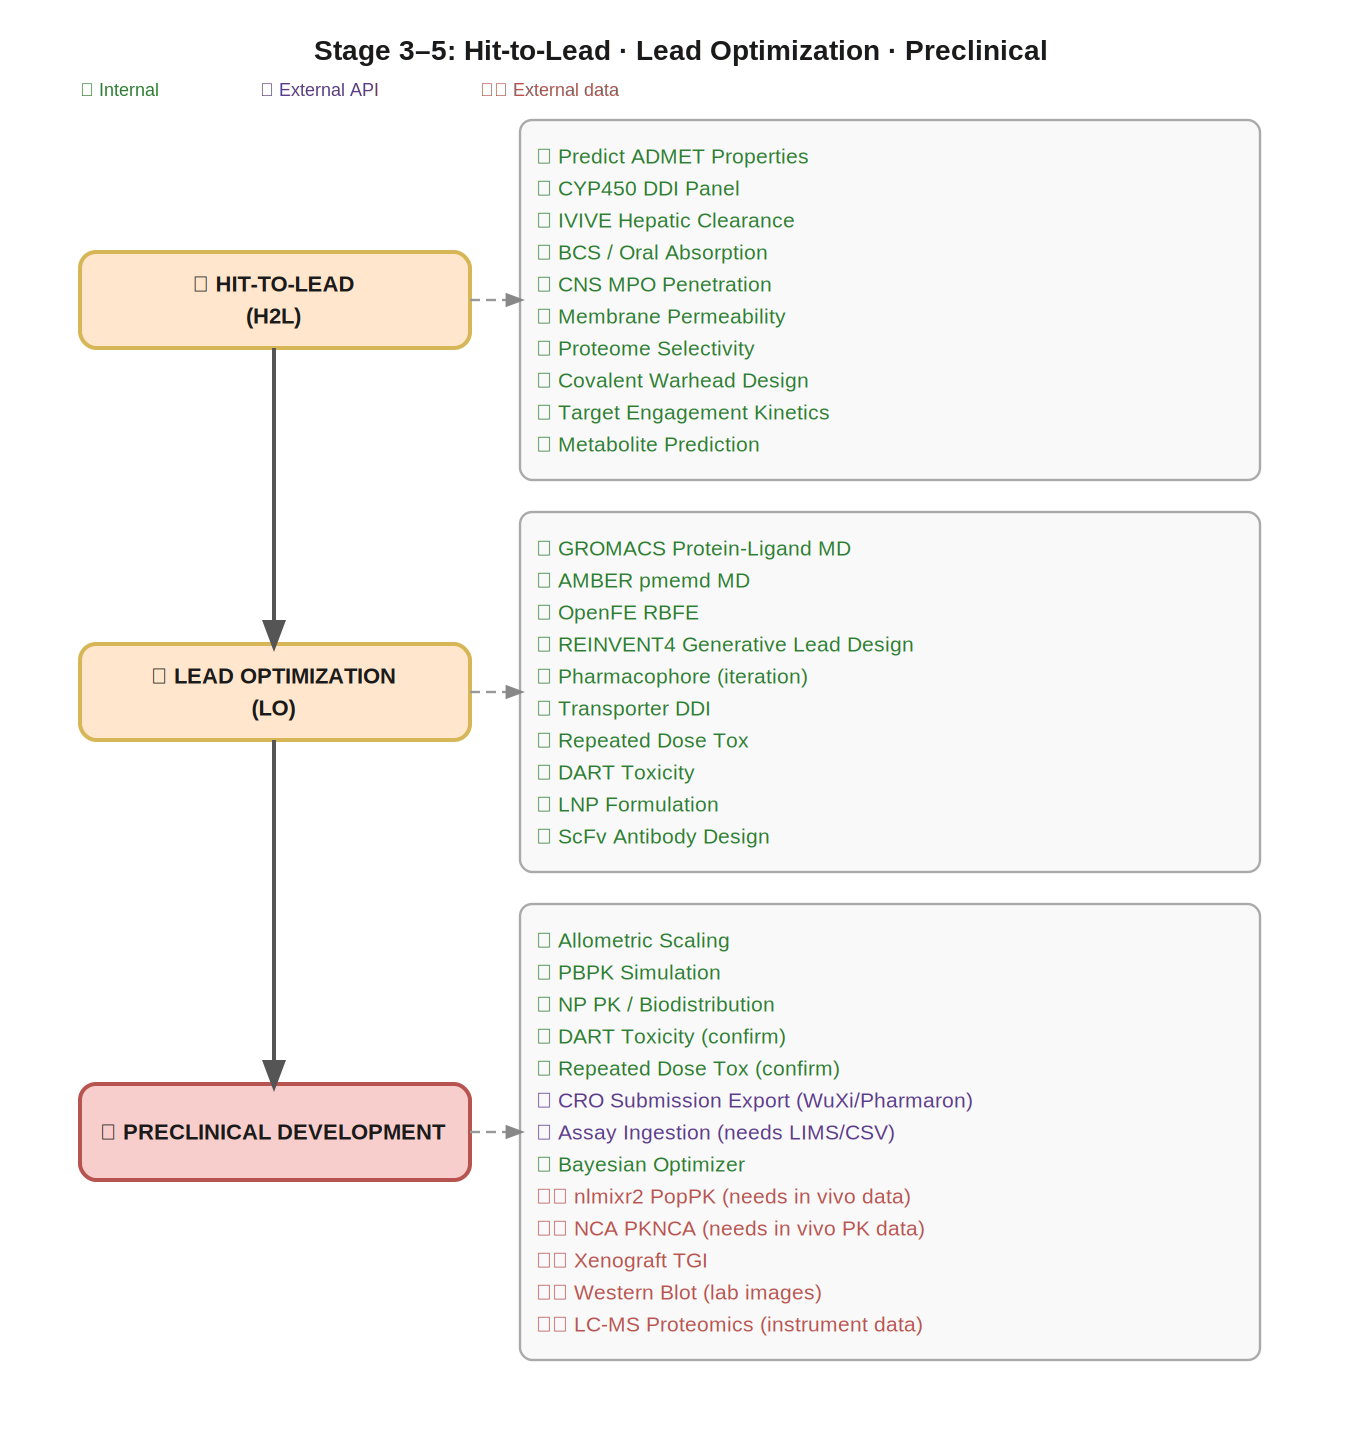 Stage 3–5: Hit-to-Lead · Lead Optimization · Preclinical
Internal
External API
External data
HIT-TO-LEAD
(H2L)
Predict ADMET Properties
CYP450 DDI Panel
IVIVE Hepatic Clearance
BCS / Oral Absorption
CNS MPO Penetration
Membrane Permeability
Proteome Selectivity
Covalent Warhead Design
Target Engagement Kinetics
Metabolite Prediction
LEAD OPTIMIZATION
(LO)
GROMACS Protein-Ligand MD
AMBER pmemd MD
OpenFE RBFE
REINVENT4 Generative Lead Design
Pharmacophore (iteration)
Transporter DDI
Repeated Dose Tox
DART Toxicity
LNP Formulation
ScFv Antibody Design
PRECLINICAL DEVELOPMENT
Allometric Scaling
PBPK Simulation
NP PK / Biodistribution
DART Toxicity (confirm)
Repeated Dose Tox (confirm)
CRO Submission Export (WuXi/Pharmaron)
Assay Ingestion (needs LIMS/CSV)
Bayesian Optimizer
nlmixr2 PopPK (needs in vivo data)
NCA PKNCA (needs in vivo PK data)
Xenograft TGI
Western Blot (lab images)
LC-MS Proteomics (instrument data)